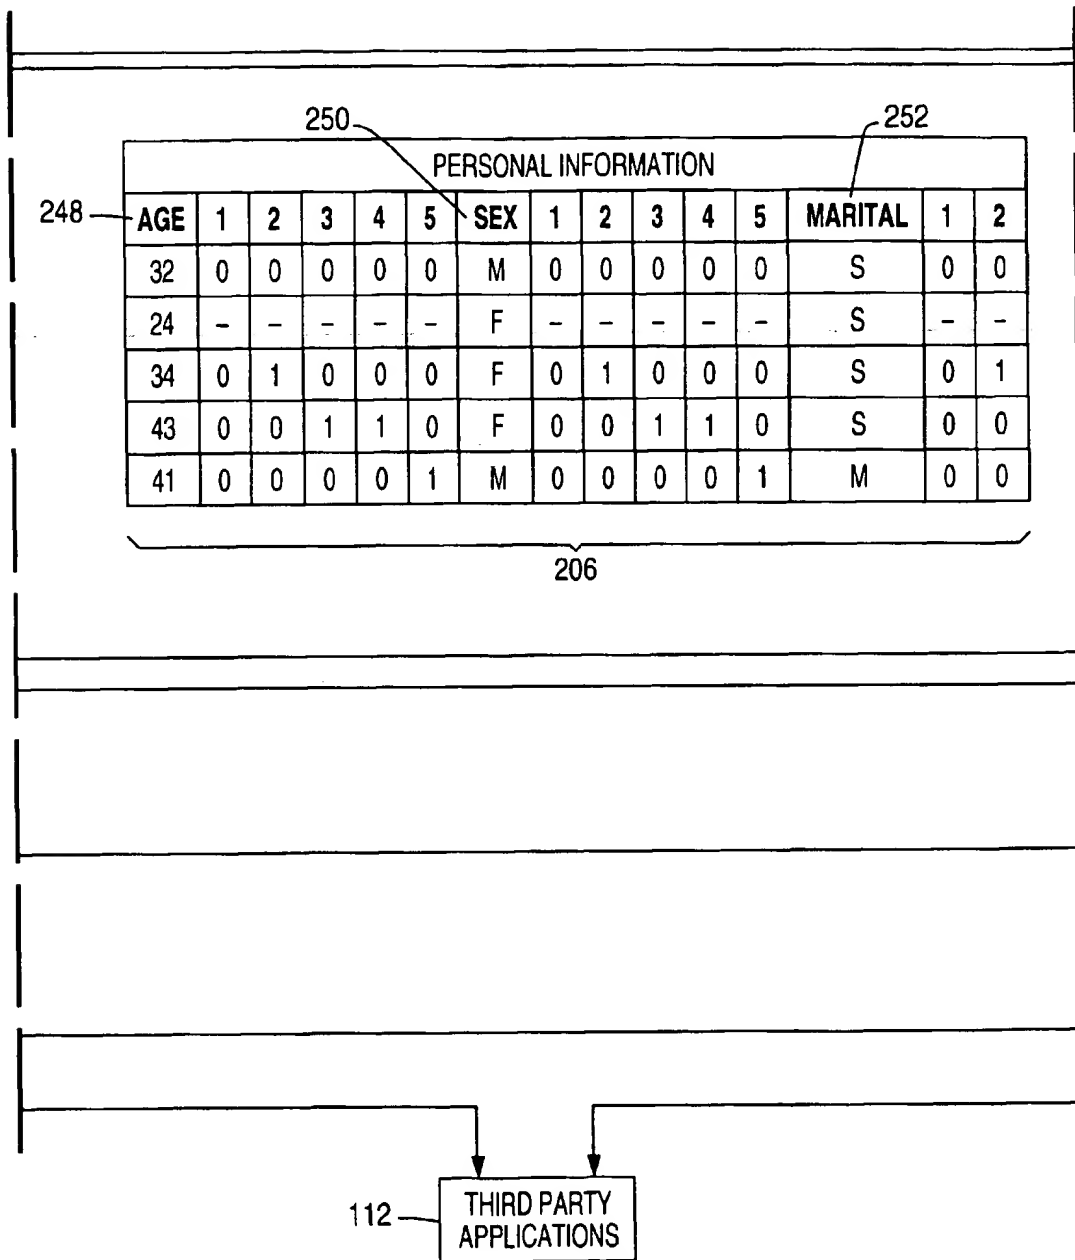 250
252
PERSONAL INFORMATION
248
AGE 1 2 3 4 5 SEX 1 2 3 4 5 MARITAL 1 2
32 0 0 0 0 0 M 0 0 0 0 0 S 0 0
24 - - - - - F - - - - - S - -
34 0 1 0 0 0 F 0 1 0 0 0 S 0 1
43 0 0 1 1 0 F 0 0 1 1 0 S 0 0
41 0 0 0 0 1 M 0 0 0 0 1 M 0 0
206
112
THIRD PARTY
APPLICATIONS